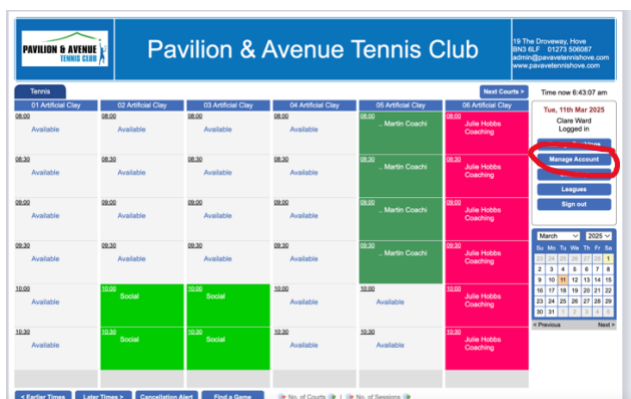 PAVILION & AVENUE
TENNIS CLUB
Pavilion & Avenue Tennis Club
19 The Droveway, Hove
BN3 6LF 01273 506087
admin@pavavetennishove.com
www.pavavetennishove.com
Tennis
Next Courts >
Time now 6:43:07 am
01 Artificial Clay 02 Artificial Clay 03 Artificial Clay 04 Artificial Clay 05 Artificial Clay 06 Artificial Clay
08:00 08:00 08:00 08:00 08:00 08:00
Available Available Available Available .. Martin Coachi Julie Hobbs
Coaching
08:30 08:30 08:30 08:30 08:30 08:30
Available Available Available Available .. Martin Coachi Julie Hobbs
Coaching
09:00 09:00 09:00 09:00 09:00 09:00
Available Available Available Available .. Martin Coachi Julie Hobbs
Coaching
09:30 09:30 09:30 09:30 09:30 09:30
Available Available Available Available .. Martin Coachi Julie Hobbs
Coaching
10:00 10:00 10:00 10:00 10:00 10:00
Available Social Social Available Available Julie Hobbs
Coaching
10:30 10:30 10:30 10:30 10:30 10:30
Available Social Social Available Available Julie Hobbs
Coaching
Tue, 11th Mar 2025
Clare Ward
Logged in
Manage Account
Leagues
Sign out
March 2025
Su Mo Tu We Th Fr Sa
23 24 25 26 27 28 1
2 3 4 5 6 7 8
9 10 11 12 13 14 15
16 17 18 19 20 21 22
23 24 25 26 27 28 29
30 31 1 2 3 4 5
< Previous Next >
< Earlier Times Later Times > Cancellation Alert Find a Game No. of Courts | No. of Sessions